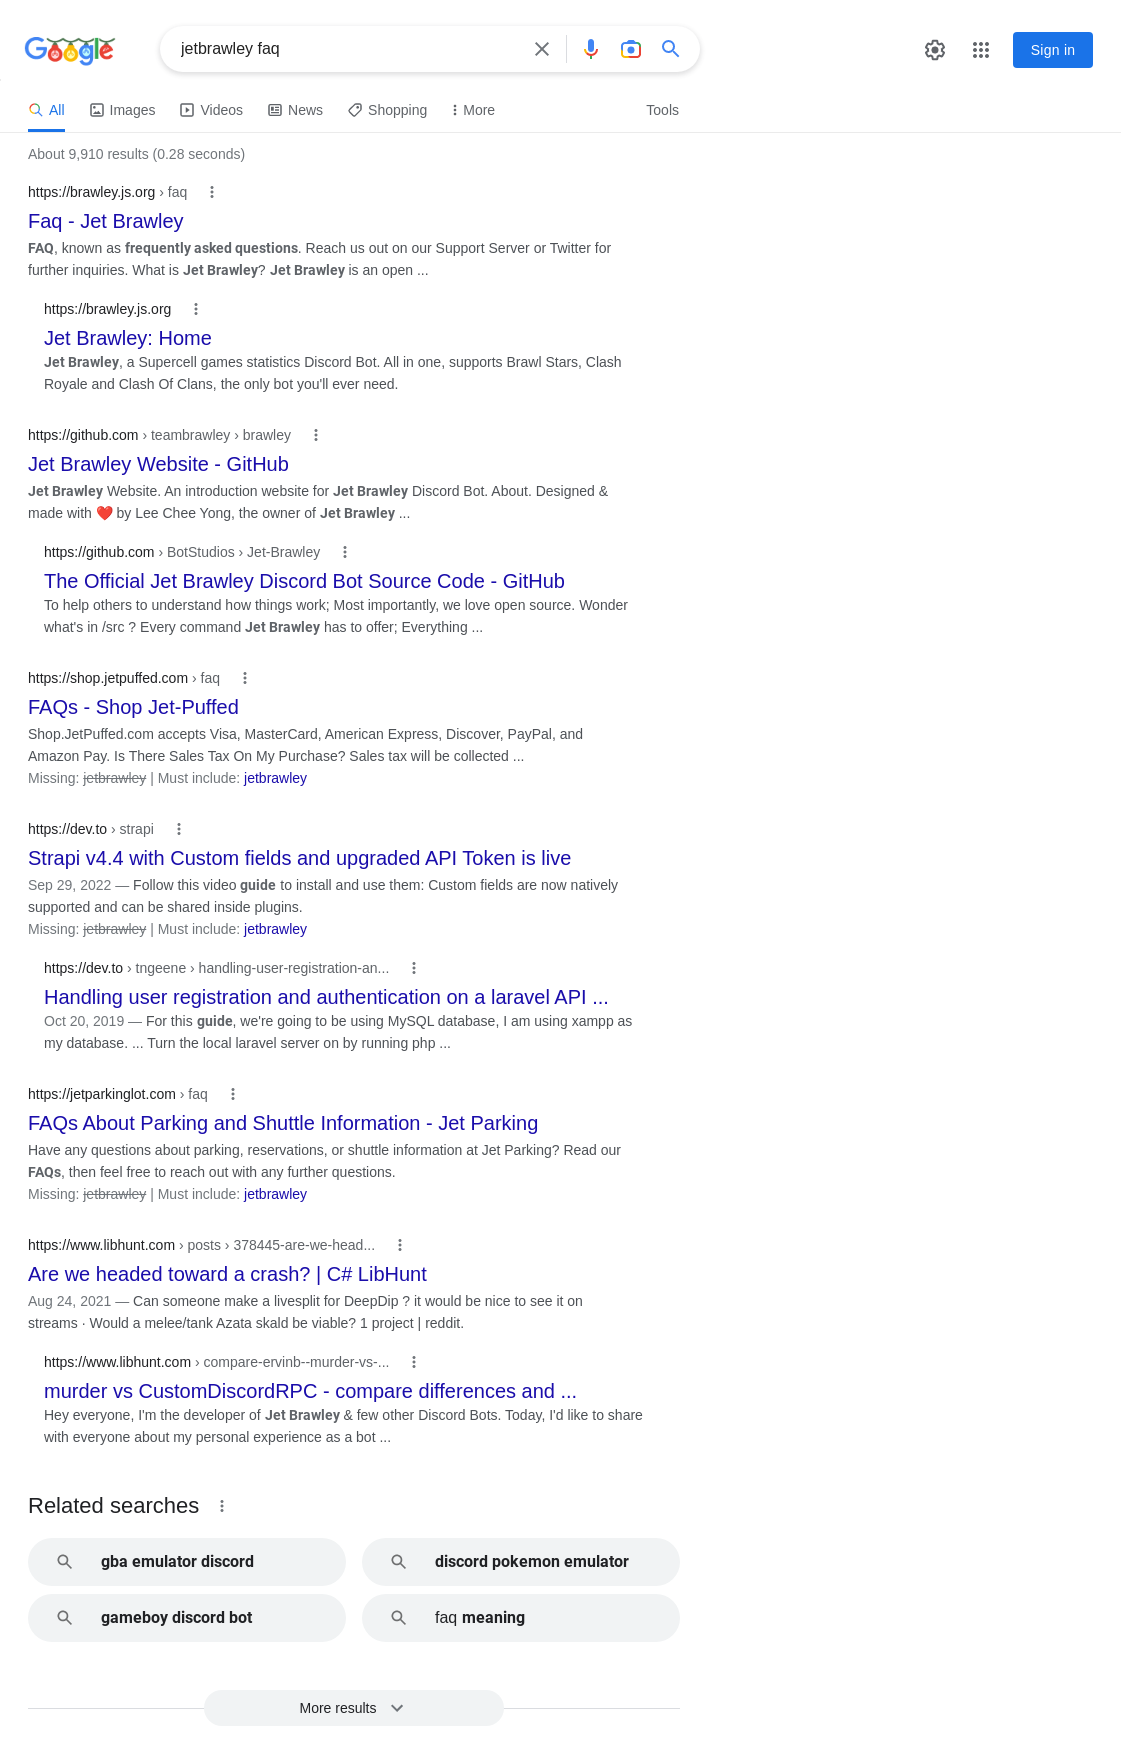 Google
jetbrawley faq
Sign in
All
Images
Videos
News
Shopping
More
Tools
About 9,910 results (0.28 seconds)
https://brawley.js.org › faq
Faq - Jet Brawley
FAQ, known as frequently asked questions. Reach us out on our Support Server or Twitter for
further inquiries. What is Jet Brawley? Jet Brawley is an open ...
https://brawley.js.org
Jet Brawley: Home
Jet Brawley, a Supercell games statistics Discord Bot. All in one, supports Brawl Stars, Clash
Royale and Clash Of Clans, the only bot you'll ever need.
https://github.com › teambrawley › brawley
Jet Brawley Website - GitHub
Jet Brawley Website. An introduction website for Jet Brawley Discord Bot. About. Designed &
made with ❤️ by Lee Chee Yong, the owner of Jet Brawley ...
https://github.com › BotStudios › Jet-Brawley
The Official Jet Brawley Discord Bot Source Code - GitHub
To help others to understand how things work; Most importantly, we love open source. Wonder
what's in /src ? Every command Jet Brawley has to offer; Everything ...
https://shop.jetpuffed.com › faq
FAQs - Shop Jet-Puffed
Shop.JetPuffed.com accepts Visa, MasterCard, American Express, Discover, PayPal, and
Amazon Pay. Is There Sales Tax On My Purchase? Sales tax will be collected ...
Missing: jetbrawley | Must include: jetbrawley
https://dev.to › strapi
Strapi v4.4 with Custom fields and upgraded API Token is live
Sep 29, 2022 — Follow this video guide to install and use them: Custom fields are now natively
supported and can be shared inside plugins.
Missing: jetbrawley | Must include: jetbrawley
https://dev.to › tngeene › handling-user-registration-an...
Handling user registration and authentication on a laravel API ...
Oct 20, 2019 — For this guide, we're going to be using MySQL database, I am using xampp as
my database. ... Turn the local laravel server on by running php ...
https://jetparkinglot.com › faq
FAQs About Parking and Shuttle Information - Jet Parking
Have any questions about parking, reservations, or shuttle information at Jet Parking? Read our
FAQs, then feel free to reach out with any further questions.
Missing: jetbrawley | Must include: jetbrawley
https://www.libhunt.com › posts › 378445-are-we-head...
Are we headed toward a crash? | C# LibHunt
Aug 24, 2021 — Can someone make a livesplit for DeepDip ? it would be nice to see it on
streams · Would a melee/tank Azata skald be viable? 1 project | reddit.
https://www.libhunt.com › compare-ervinb--murder-vs-...
murder vs CustomDiscordRPC - compare differences and ...
Hey everyone, I'm the developer of Jet Brawley & few other Discord Bots. Today, I'd like to share
with everyone about my personal experience as a bot ...
Related searches
gba emulator discord
discord pokemon emulator
gameboy discord bot
faq meaning
More results